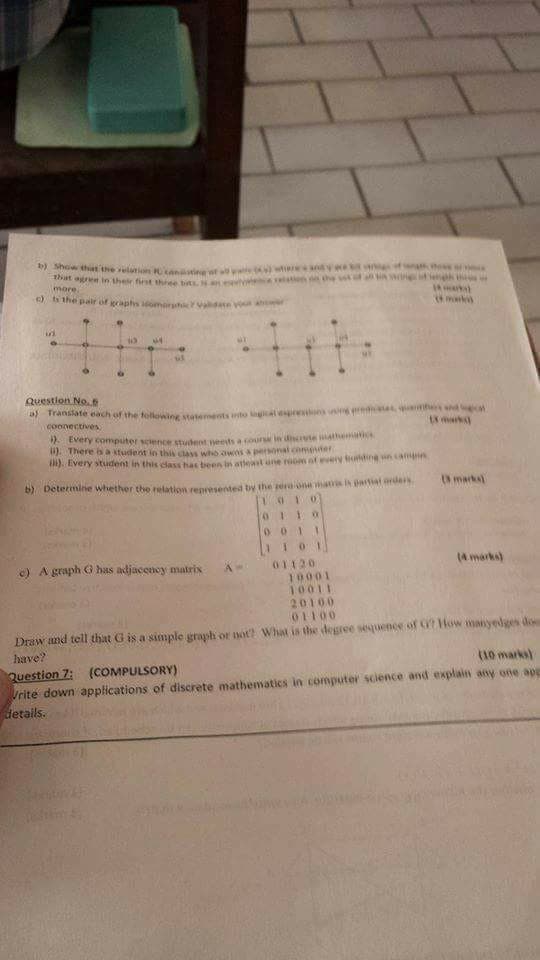 b) Show that the relation R, consisting of all pairs (x,y) where x and y are bit strings of length three or more
that agree in their first three bits, is an equivalence relation on the set of all bit strings of length three or
more. (4 marks)
c) Is the pair of graphs isomorphic? Validate your answer (3 marks)
u1 u3 u4 u5
Question No. 6
a) Translate each of the following statements into logical expressions using predicates, quantifiers and logical
connectives. (3 marks)
i). Every computer science student needs a course in discrete mathematics.
ii). There is a student in this class who owns a personal computer.
iii). Every student in this class has been in atleast one room of every building on campus.
b) Determine whether the relation represented by the zero-one matrix is partial orders. (3 marks)
1 0 1 0
0 1 1 0
0 0 1 1
1 1 0 1
c) A graph G has adjacency matrix A = 0 1 1 2 0 (4 marks)
1 0 0 0 1
1 0 0 1 1
2 0 1 0 0
0 1 1 0 0
Draw and tell that G is a simple graph or not? What is the degree sequence of G? How manyedges
have?
Question 7: (COMPULSORY) (10 marks)
Write down applications of discrete mathematics in computer science and explain any one
details.